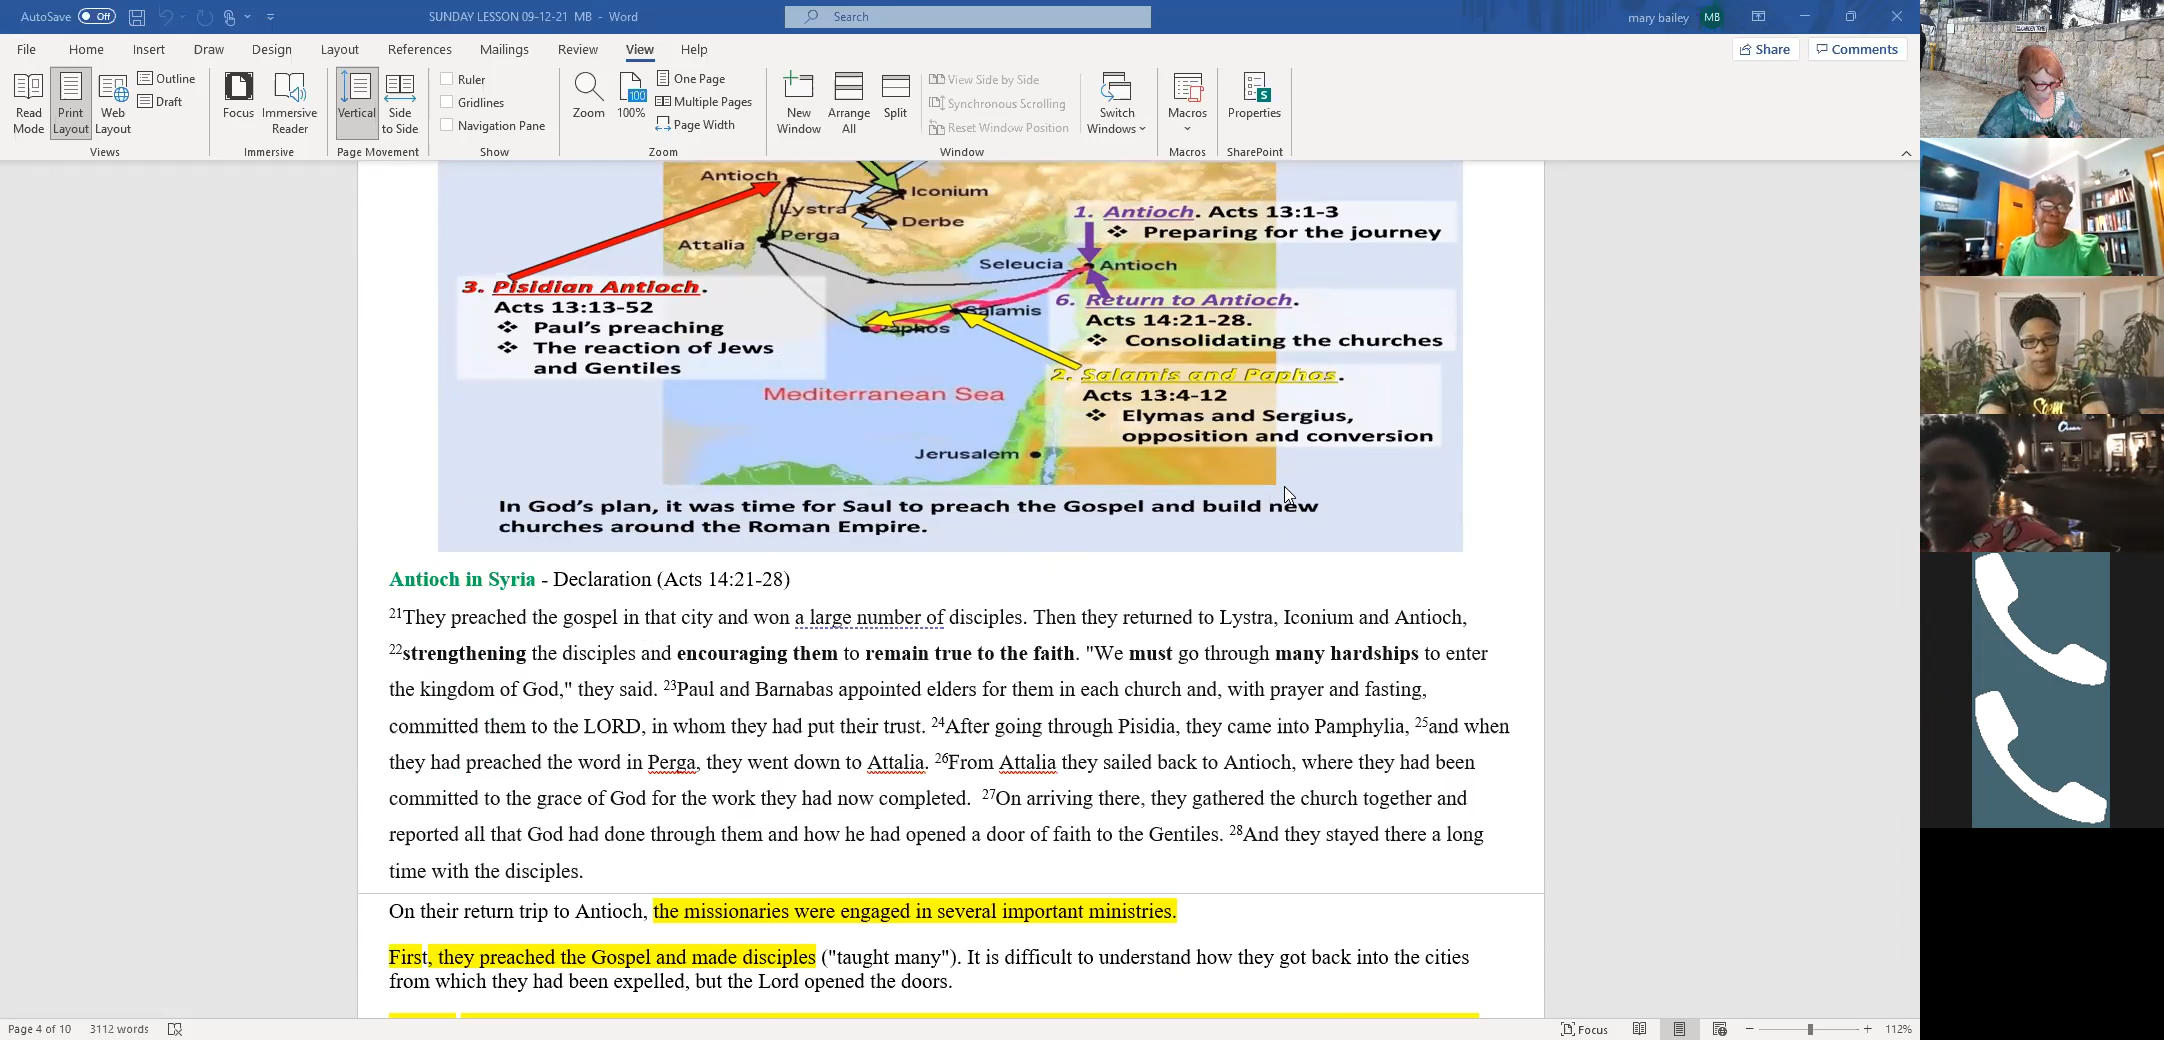 AutoSave Off SUNDAY LESSON 09-12-21 MB - Word Search mary bailey MB
File Home Insert Draw Design Layout References Mailings Review View Help Share Comments
Read Mode
Print Layout
Web Layout
Outline
Draft
Views
Focus
Immersive Reader
Immersive
Vertical
Side to Side
Page Movement
Ruler
Gridlines
Navigation Pane
Show
Zoom
100
100%
One Page
Multiple Pages
Page Width
Zoom
New Window
Arrange All
Split
View Side by Side
Synchronous Scrolling
Reset Window Position
Switch Windows
Window
Macros
Macros
Properties
SharePoint
Antioch
Iconium
Lystra
Derbe
Perga
Attalia
1. Antioch. Acts 13:1-3
❖ Preparing for the journey
Seleucia
Antioch
3. Pisidian Antioch.
Acts 13:13-52
❖ Paul's preaching
❖ The reaction of Jews
and Gentiles
6. Return to Antioch.
Acts 14:21-28.
❖ Consolidating the churches
Salamis
Paphos
2. Salamis and Paphos.
Acts 13:4-12
❖ Elymas and Sergius,
opposition and conversion
Mediterranean Sea
Jerusalem
In God's plan, it was time for Saul to preach the Gospel and build new
churches around the Roman Empire.
Antioch in Syria - Declaration (Acts 14:21-28)
21They preached the gospel in that city and won a large number of disciples. Then they returned to Lystra, Iconium and Antioch,
22strengthening the disciples and encouraging them to remain true to the faith. "We must go through many hardships to enter
the kingdom of God," they said. 23Paul and Barnabas appointed elders for them in each church and, with prayer and fasting,
committed them to the LORD, in whom they had put their trust. 24After going through Pisidia, they came into Pamphylia, 25and when
they had preached the word in Perga, they went down to Attalia. 26From Attalia they sailed back to Antioch, where they had been
committed to the grace of God for the work they had now completed. 27On arriving there, they gathered the church together and
reported all that God had done through them and how he had opened a door of faith to the Gentiles. 28And they stayed there a long
time with the disciples.
On their return trip to Antioch, the missionaries were engaged in several important ministries.
First, they preached the Gospel and made disciples ("taught many"). It is difficult to understand how they got back into the cities
from which they had been expelled, but the Lord opened the doors.
Page 4 of 10 3112 words Focus 112%